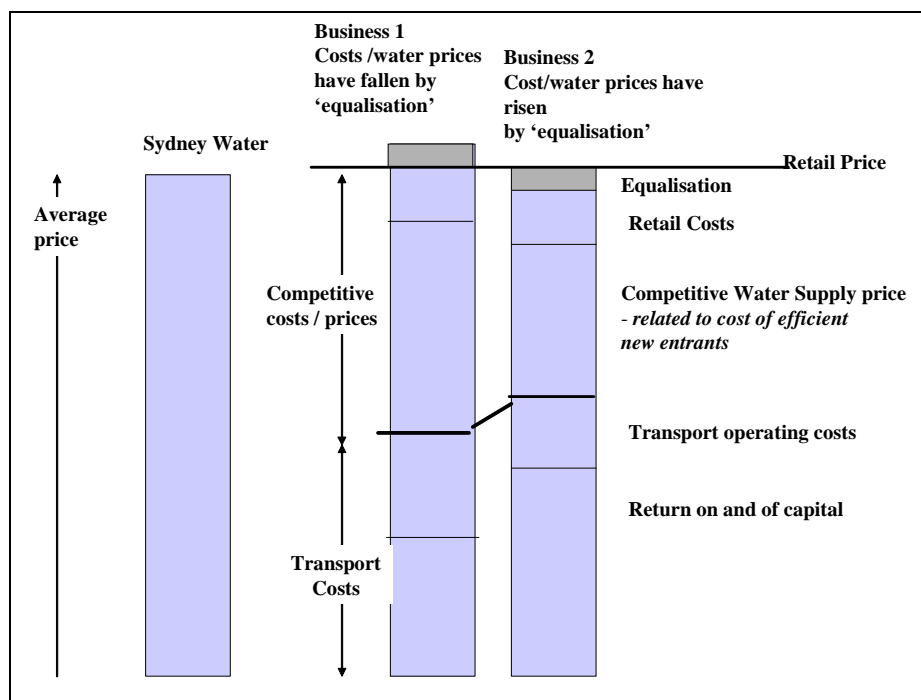 Business 1
Costs /water prices
have fallen by
‘equalisation’
Business 2
Cost/water prices have
risen
by ‘equalisation’
Sydney Water
Retail Price
Average
price
Equalisation
Retail Costs
Competitive
costs / prices
Competitive Water Supply price
- related to cost of efficient
new entrants
Transport operating costs
Return on and of capital
Transport
Costs